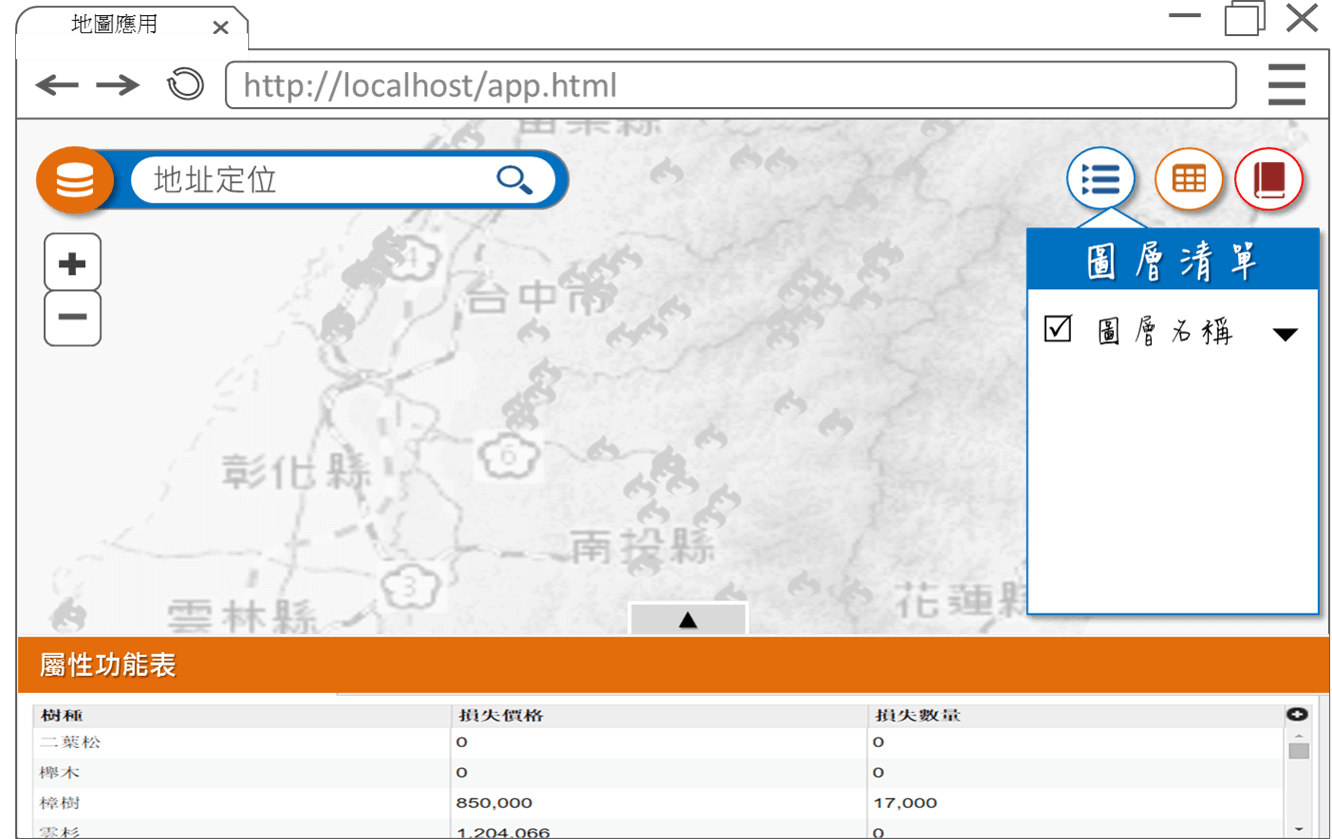 地圖應用
http://localhost/app.html
苗栗縣
地址定位
4
台中市
圖層清單
圖層名稱
6
彰化縣
南投縣
3
花蓮縣
雲林縣
屬性功能表
樹種 損失價格 損失數量
二葉松 0 0
櫸木 0 0
樟樹 850,000 17,000
雲杉 1,204,066 0